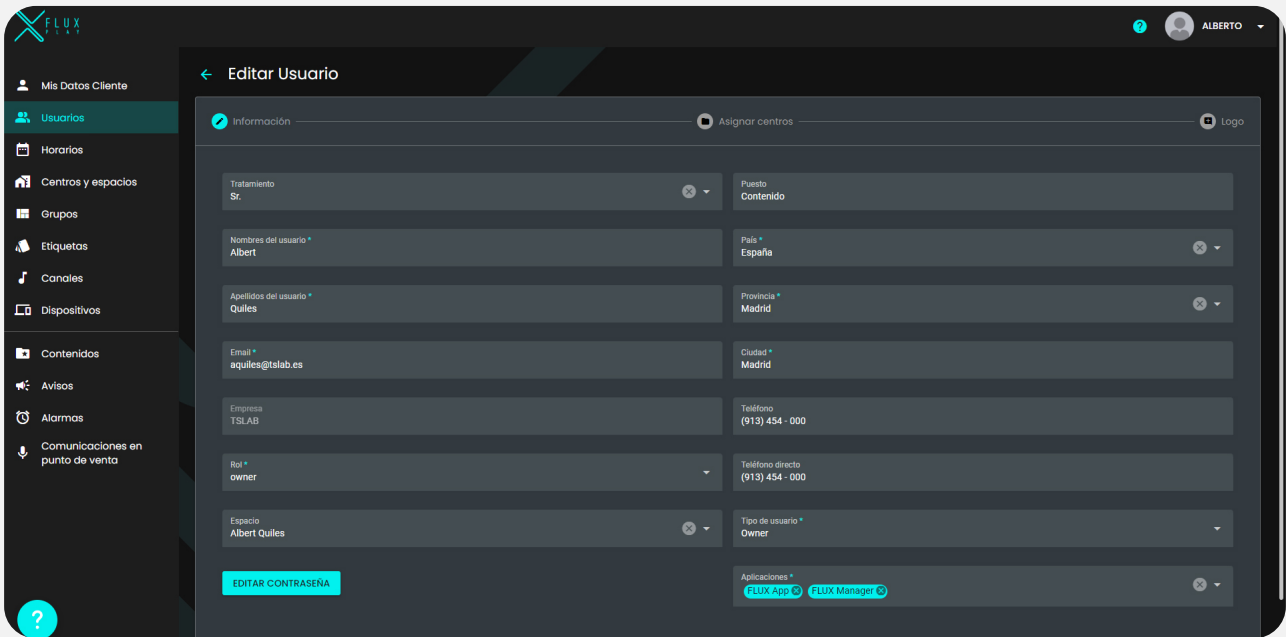 FLUX
PLAY
?
ALBERTO
Mis Datos Cliente
Usuarios
Horarios
Centros y espacios
Grupos
Etiquetas
Canales
Dispositivos
Contenidos
Avisos
Alarmas
Comunicaciones en
punto de venta
?
Editar Usuario
Información
Asignar centros
Logo
Tratamiento
Sr.
Puesto
Contenido
Nombres del usuario *
Albert
País *
España
Apellidos del usuario *
Quiles
Provincia *
Madrid
Email *
aquiles@tslab.es
Ciudad *
Madrid
Empresa
TSLAB
Teléfono
(913) 454 - 000
Rol *
owner
Teléfono directo
(913) 454 - 000
Espacio
Albert Quiles
Tipo de usuario *
Owner
EDITAR CONTRASEÑA
Aplicaciones *
FLUX App FLUX Manager